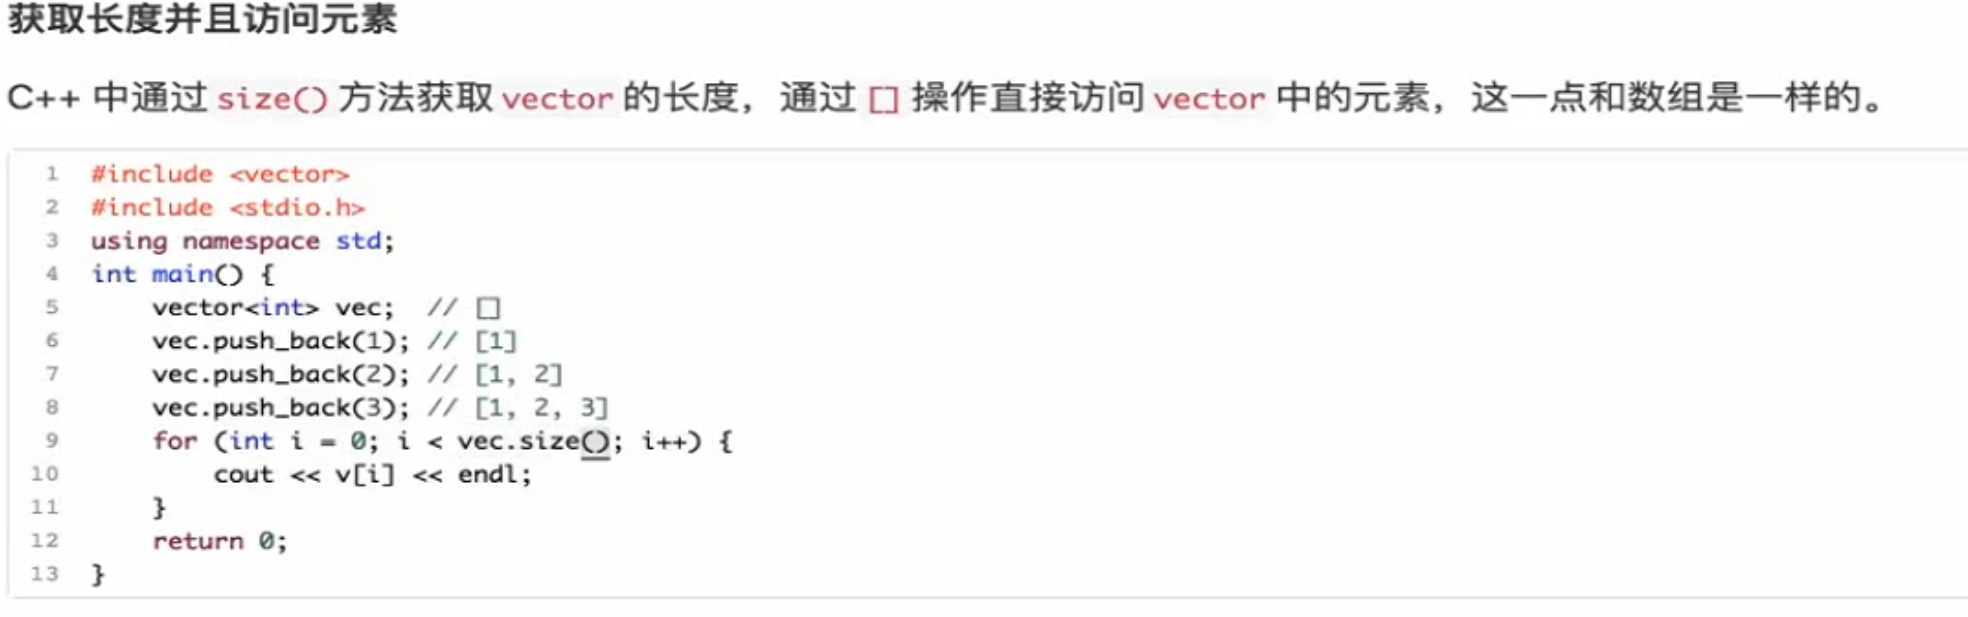 获取长度并且访问元素
C++ 中通过 size() 方法获取 vector 的长度，通过 [] 操作直接访问 vector 中的元素，这一点和数组是一样的。
1 #include <vector>
2 #include <stdio.h>
3 using namespace std;
4 int main() {
5     vector<int> vec;  // []
6     vec.push_back(1); // [1]
7     vec.push_back(2); // [1, 2]
8     vec.push_back(3); // [1, 2, 3]
9     for (int i = 0; i < vec.size(); i++) {
10         cout << v[i] << endl;
11     }
12     return 0;
13 }